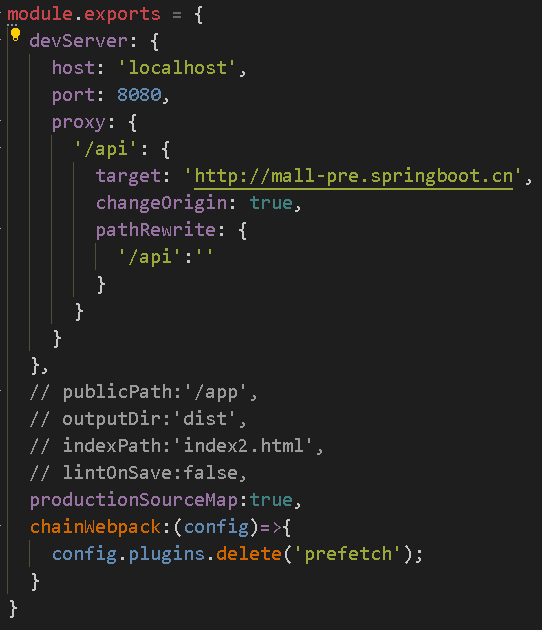 module.exports = {
  devServer: {
    host: 'localhost',
    port: 8080,
    proxy: {
      '/api': {
        target: 'http://mall-pre.springboot.cn',
        changeOrigin: true,
        pathRewrite: {
          '/api':''
        }
      }
    }
  },
  // publicPath:'/app',
  // outputDir:'dist',
  // indexPath:'index2.html',
  // lintOnSave:false,
  productionSourceMap:true,
  chainWebpack:(config)=>{
    config.plugins.delete('prefetch');
  }
}